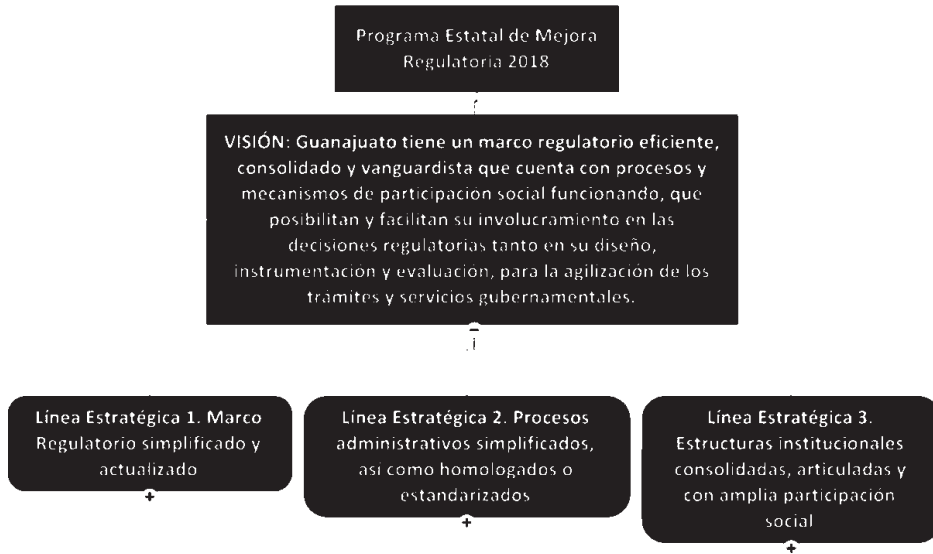 Programa Estatal de Mejora
Regulatoria 2018
VISIÓN: Guanajuato tiene un marco regulatorio eficiente,
consolidado y vanguardista que cuenta con procesos y
mecanismos de participación social funcionando, que
posibilitan y facilitan su involucramiento en las
decisiones regulatorias tanto en su diseño,
instrumentación y evaluación, para la agilización de los
trámites y servicios gubernamentales.
Línea Estratégica 1. Marco
Regulatorio simplificado y
actualizado
Línea Estratégica 2. Procesos
administrativos simplificados,
así como homologados o
estandarizados
Línea Estratégica 3.
Estructuras institucionales
consolidadas, articuladas y
con amplia participación
social